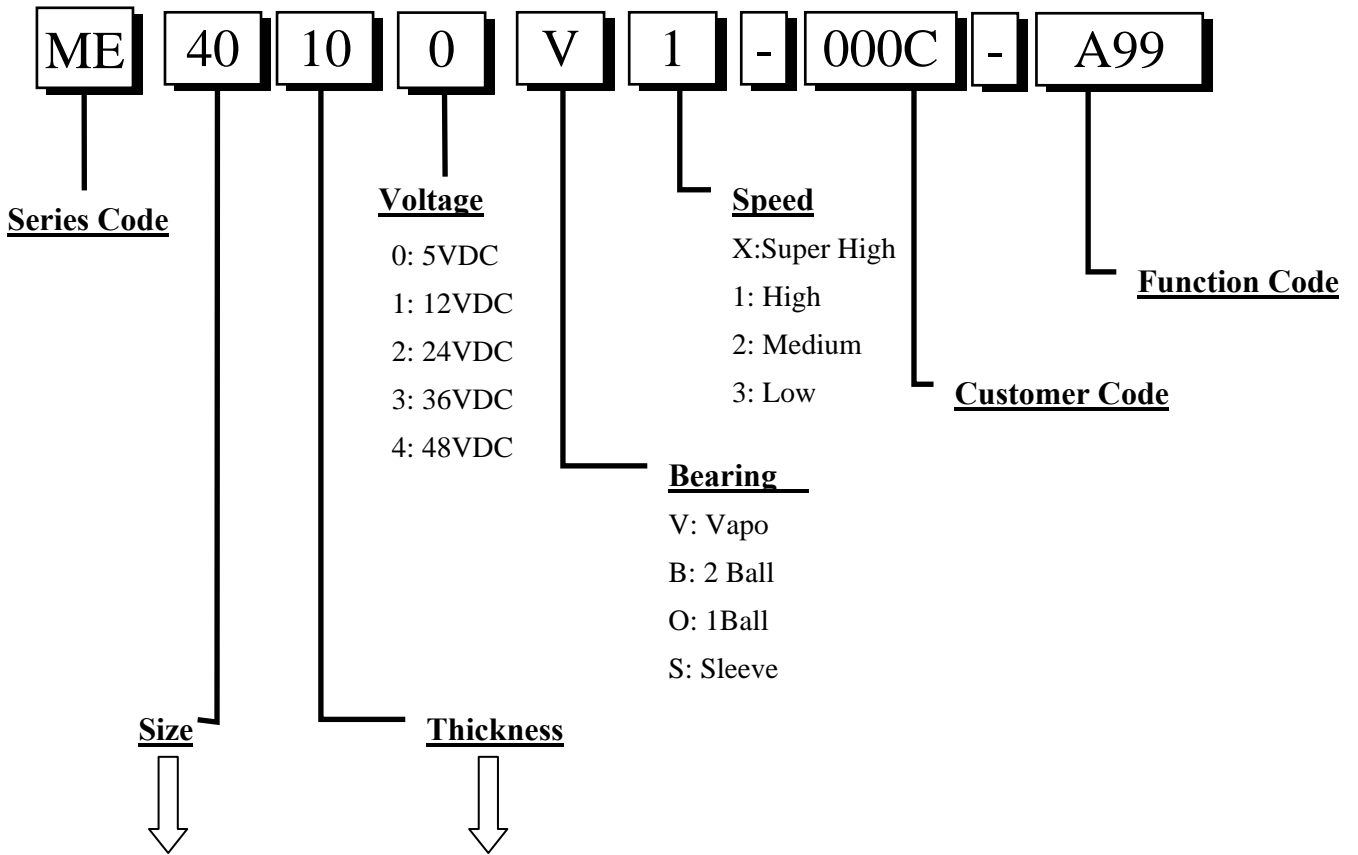 ME 40 10 0 V 1 - 000C - A99
Series Code
Voltage
0: 5VDC
1: 12VDC
2: 24VDC
3: 36VDC
4: 48VDC
Speed
X:Super High
1: High
2: Medium
3: Low
Function Code
Customer Code
Bearing
V: Vapo
B: 2 Ball
O: 1Ball
S: Sleeve
Size
Thickness